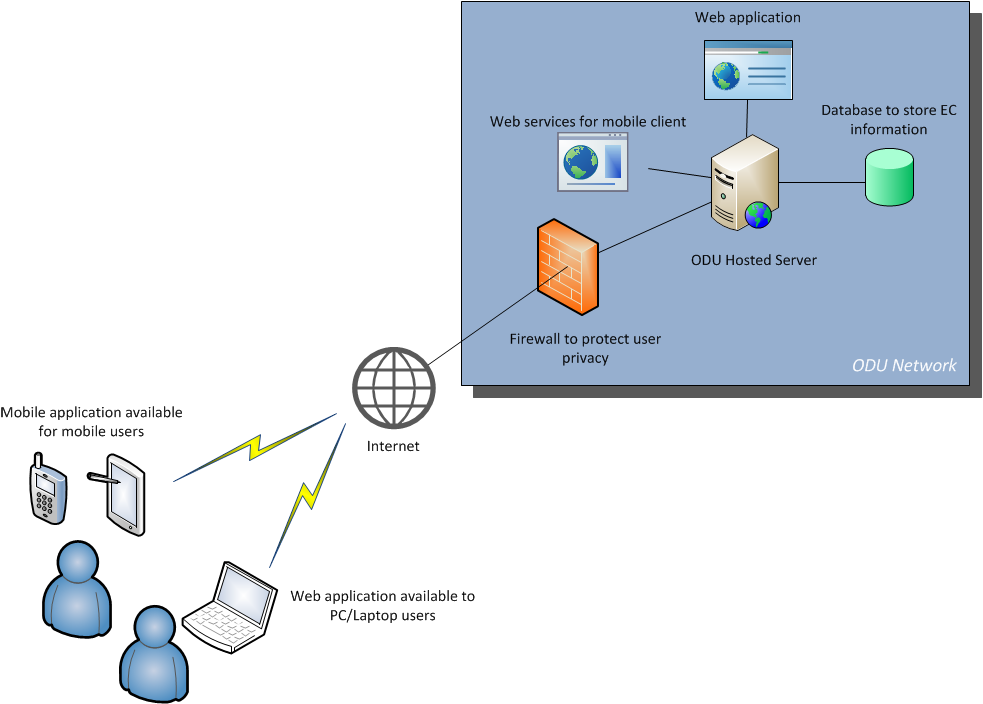 Web application
Web services for mobile client
Database to store EC
information
ODU Hosted Server
Firewall to protect user
privacy
ODU Network
Internet
Mobile application available
for mobile users
Web application available to
PC/Laptop users